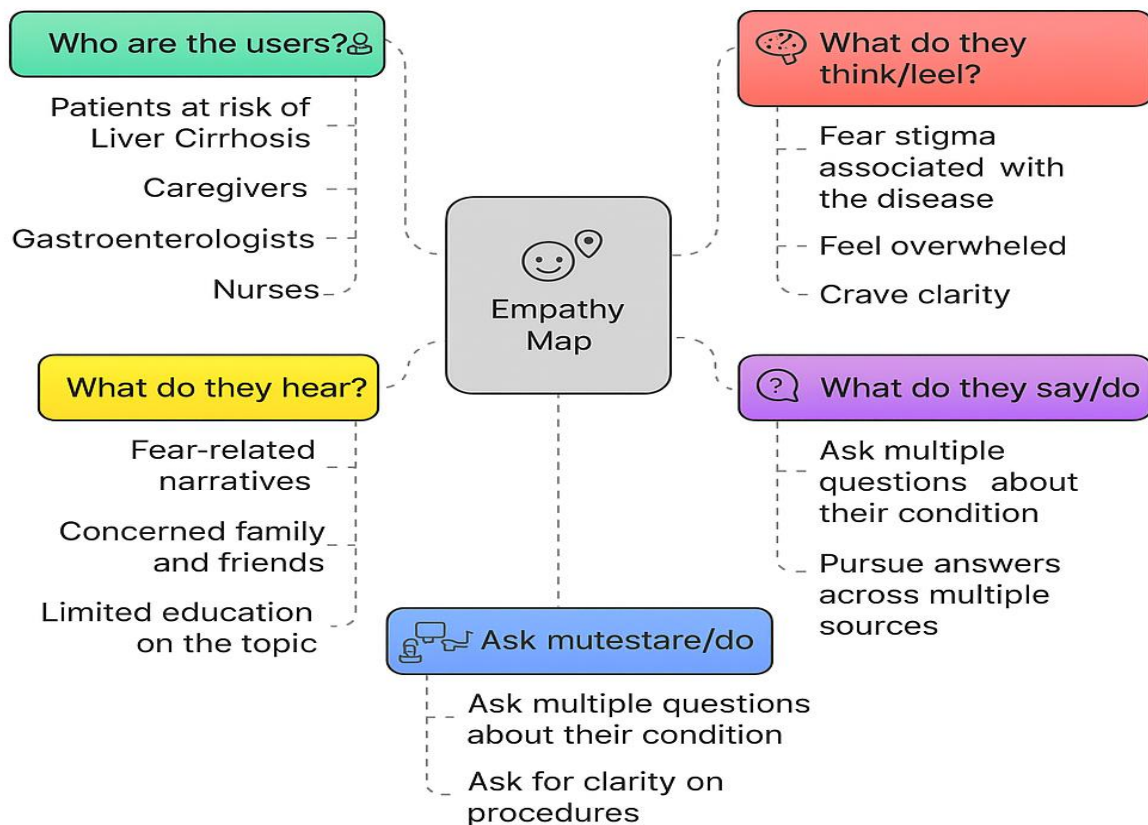 Who are the users?
Patients at risk of
Liver Cirrhosis
Caregivers
Gastroenterologists
Nurses
What do they
think/leel?
Fear stigma
associated with
the disease
Feel overwheled
Crave clarity
Empathy
Map
What do they hear?
Fear-related
narratives
Concerned family
and friends
Limited education
on the topic
What do they say/do
Ask multiple
questions about
their condition
Pursue answers
across multiple
sources
Ask mutestare/do
Ask multiple questions
about their condition
Ask for clarity on
procedures